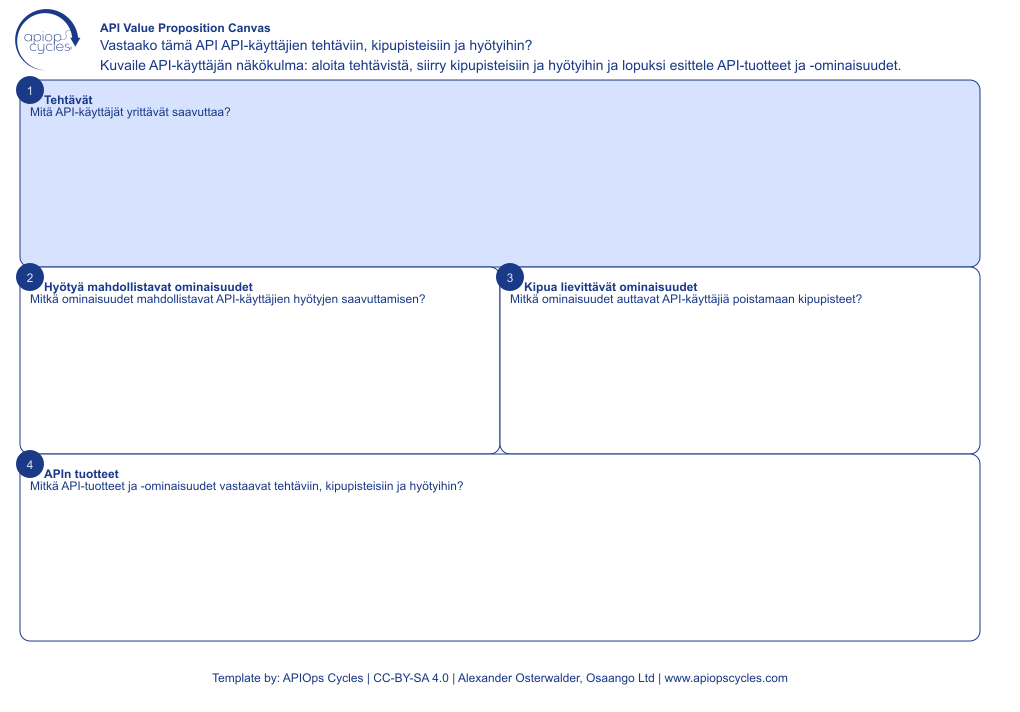 apiops
cycles
API Value Proposition Canvas
Vastaako tämä API API-käyttäjien tehtäviin, kipupisteisiin ja hyötyihin?
Kuvaile API-käyttäjän näkökulma: aloita tehtävistä, siirry kipupisteisiin ja hyötyihin ja lopuksi esittele API-tuotteet ja -ominaisuudet.
1
Tehtävät
Mitä API-käyttäjät yrittävät saavuttaa?
2
Hyötyä mahdollistavat ominaisuudet
Mitkä ominaisuudet mahdollistavat API-käyttäjien hyötyjen saavuttamisen?
3
Kipua lievittävät ominaisuudet
Mitkä ominaisuudet auttavat API-käyttäjiä poistamaan kipupisteet?
4
APIn tuotteet
Mitkä API-tuotteet ja -ominaisuudet vastaavat tehtäviin, kipupisteisiin ja hyötyihin?
Template by: APIOps Cycles | CC-BY-SA 4.0 | Alexander Osterwalder, Osaango Ltd | www.apiopscycles.com